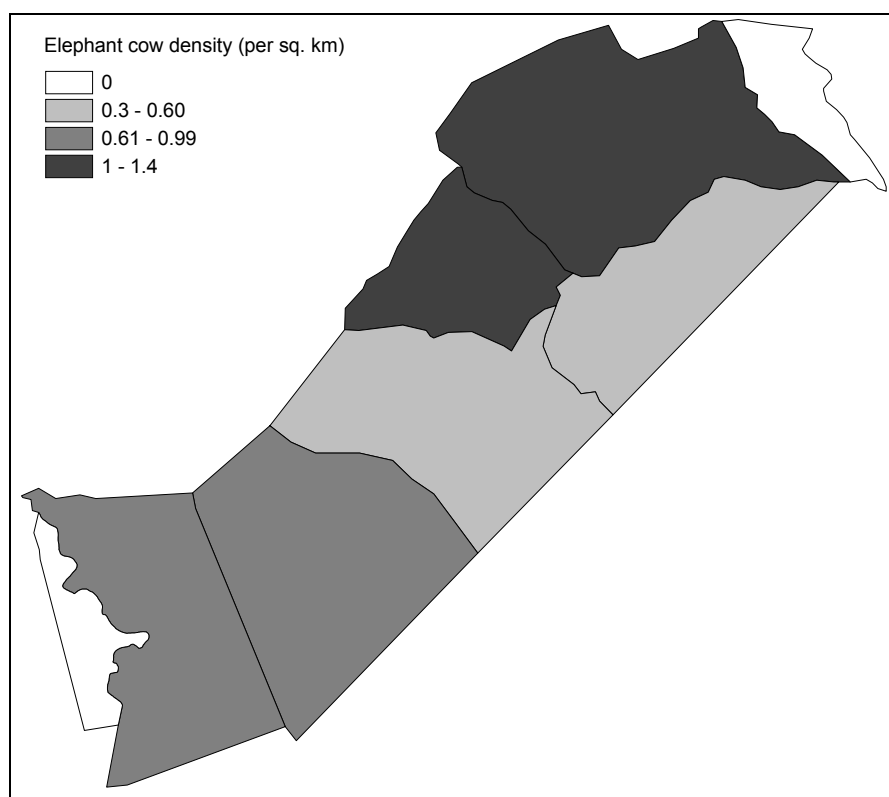 Elephant cow density (per sq. km)
0
0.3 - 0.60
0.61 - 0.99
1 - 1.4